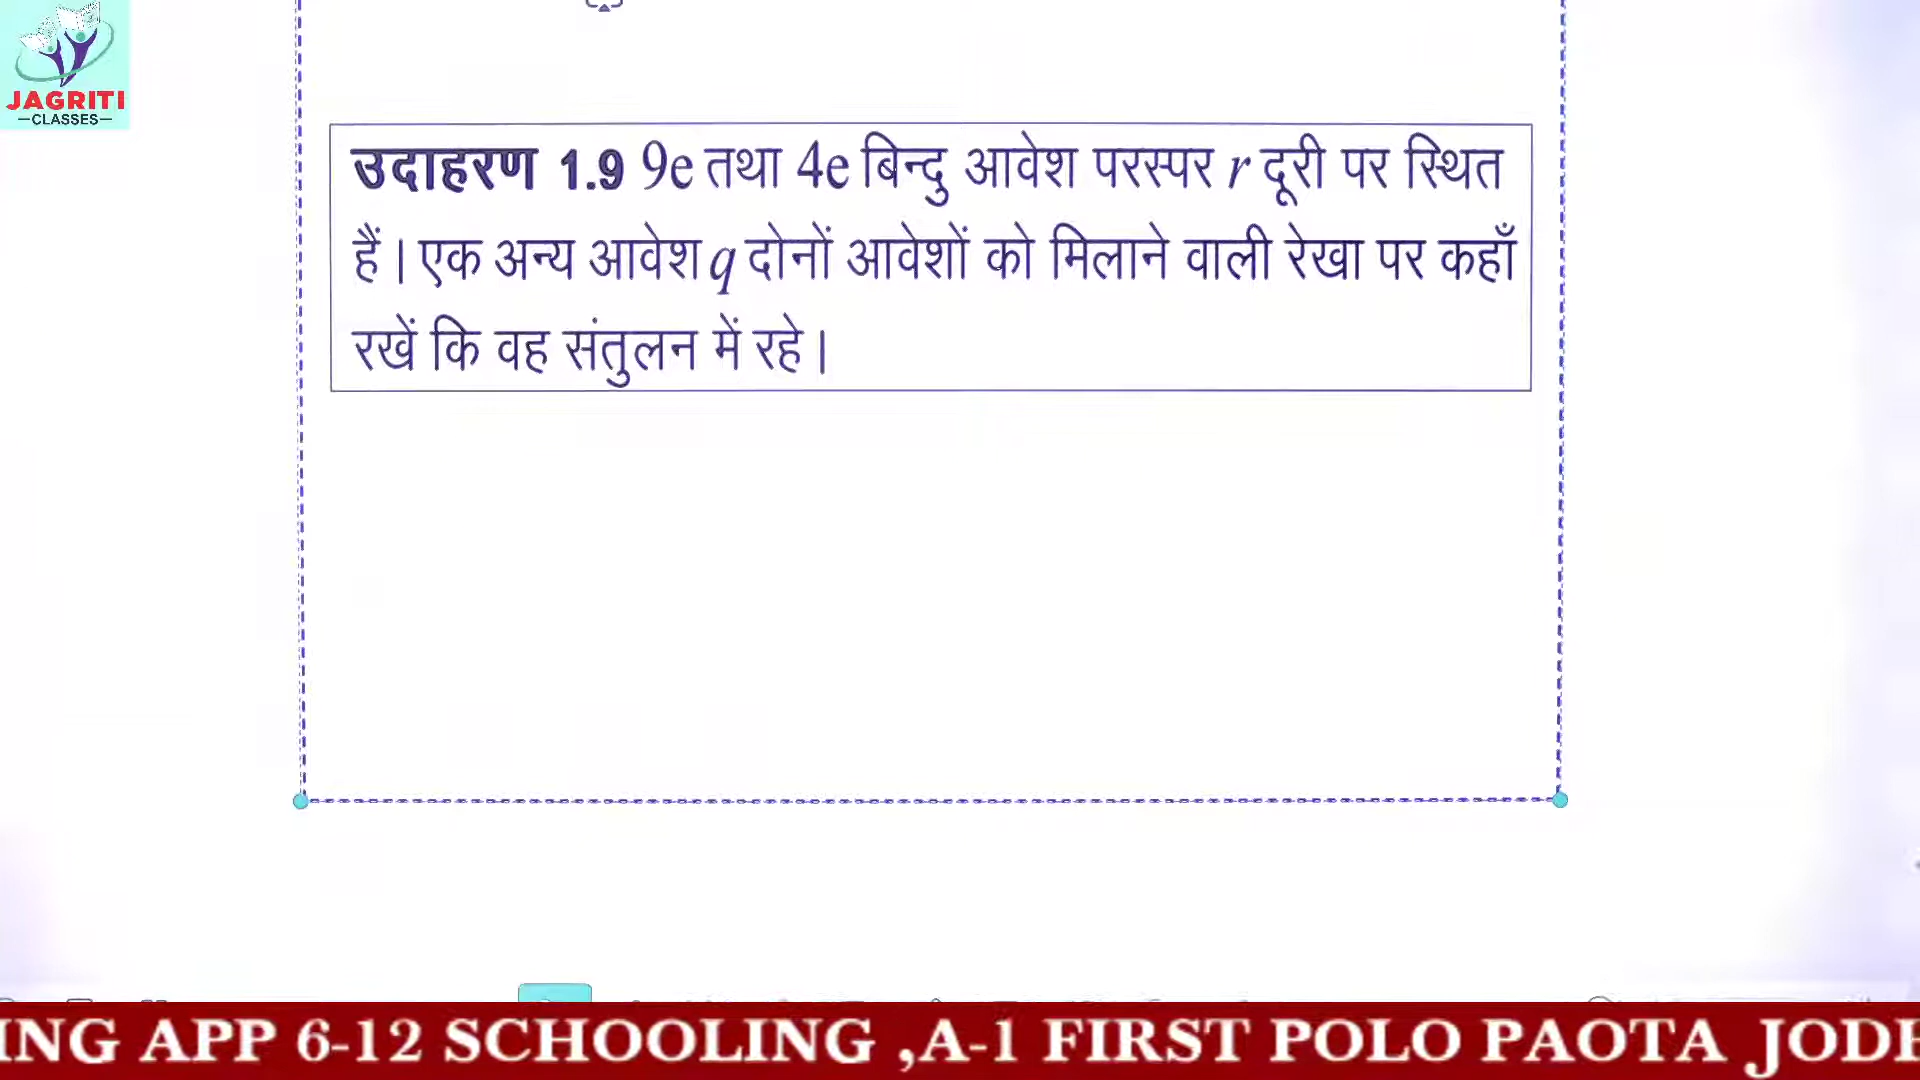 JAGRITI
CLASSES
उदाहरण 1.9 9e तथा 4e बिन्दु आवेश परस्पर r दूरी पर स्थित
हैं। एक अन्य आवेश q दोनों आवेशों को मिलाने वाली रेखा पर कहाँ
रखें कि वह संतुलन में रहे।
ING APP 6-12 SCHOOLING ,A-1 FIRST POLO PAOTA JODH